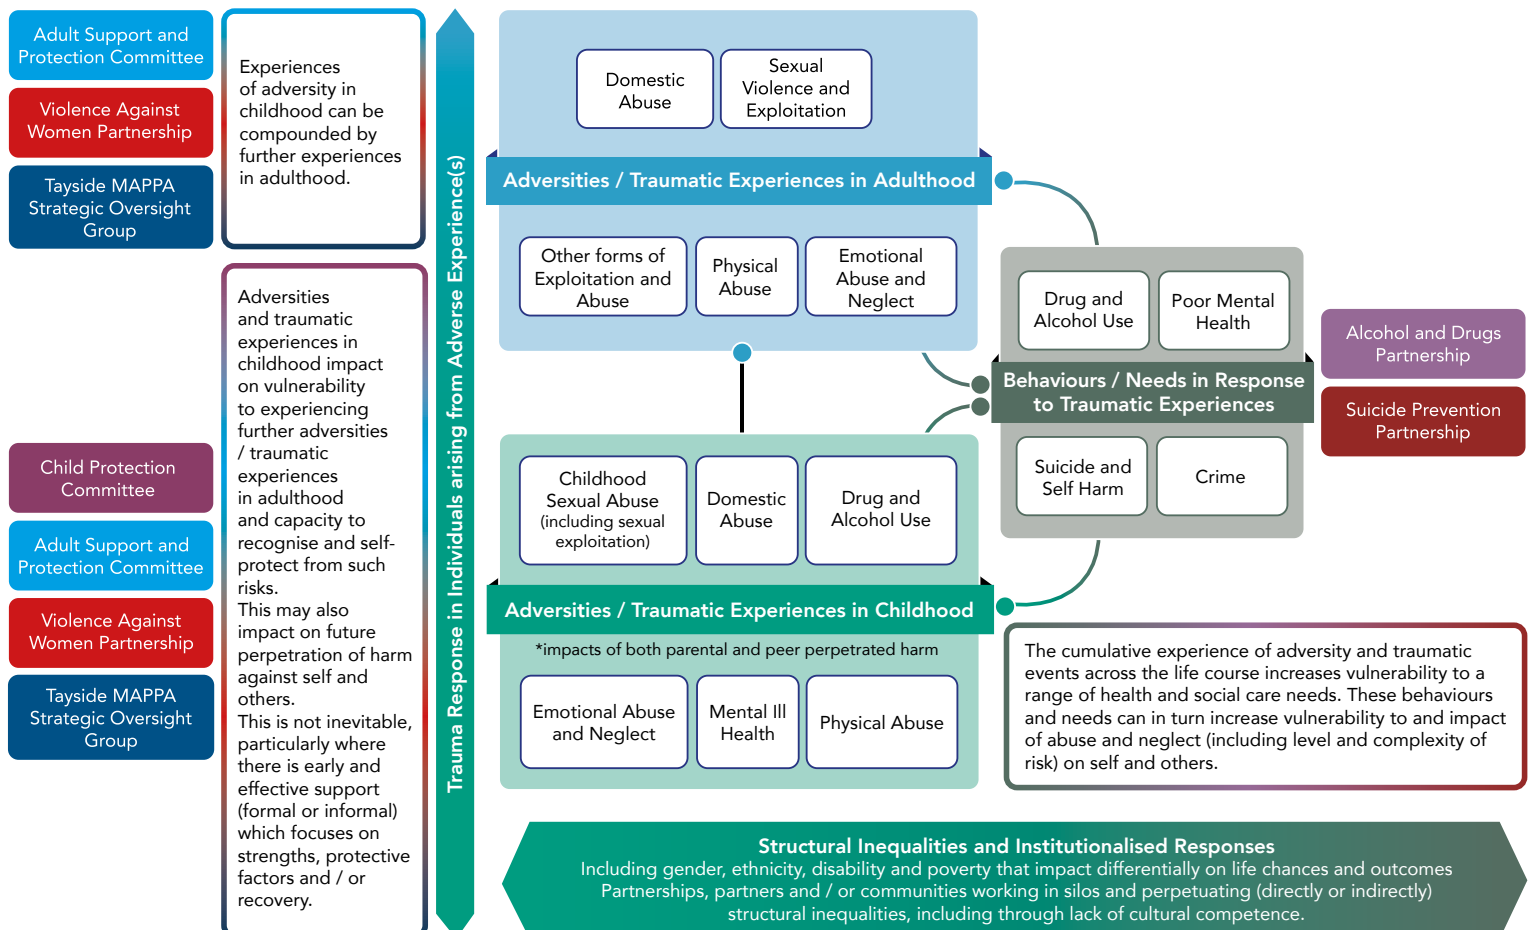 Adult Support and
Protection Committee
Violence Against
Women Partnership
Tayside MAPPA
Strategic Oversight
Group
Experiences
of adversity in
childhood can be
compounded by
further experiences
in adulthood.
Child Protection
Committee
Adult Support and
Protection Committee
Violence Against
Women Partnership
Tayside MAPPA
Strategic Oversight
Group
Adversities
and traumatic
experiences in
childhood impact
on vulnerability
to experiencing
further adversities
/ traumatic
experiences
in adulthood
and capacity to
recognise and self-
protect from such
risks.
This may also
impact on future
perpetration of harm
against self and
others.
This is not inevitable,
particularly where
there is early and
effective support
(formal or informal)
which focuses on
strengths, protective
factors and / or
recovery.
Trauma Response in Individuals arising from Adverse Experience(s)
Domestic
Abuse
Sexual
Violence and
Exploitation
Adversities / Traumatic Experiences in Adulthood
Other forms of
Exploitation and
Abuse
Physical
Abuse
Emotional
Abuse and
Neglect
Childhood
Sexual Abuse
(including sexual
exploitation)
Domestic
Abuse
Drug and
Alcohol Use
Adversities / Traumatic Experiences in Childhood
*impacts of both parental and peer perpetrated harm
Emotional Abuse
and Neglect
Mental Ill
Health
Physical Abuse
Drug and
Alcohol Use
Poor Mental
Health
Behaviours / Needs in Response
to Traumatic Experiences
Suicide and
Self Harm
Crime
Alcohol and Drugs
Partnership
Suicide Prevention
Partnership
The cumulative experience of adversity and traumatic
events across the life course increases vulnerability to a
range of health and social care needs. These behaviours
and needs can in turn increase vulnerability to and impact
of abuse and neglect (including level and complexity of
risk) on self and others.
Structural Inequalities and Institutionalised Responses
Including gender, ethnicity, disability and poverty that impact differentially on life chances and outcomes
Partnerships, partners and / or communities working in silos and perpetuating (directly or indirectly)
structural inequalities, including through lack of cultural competence.